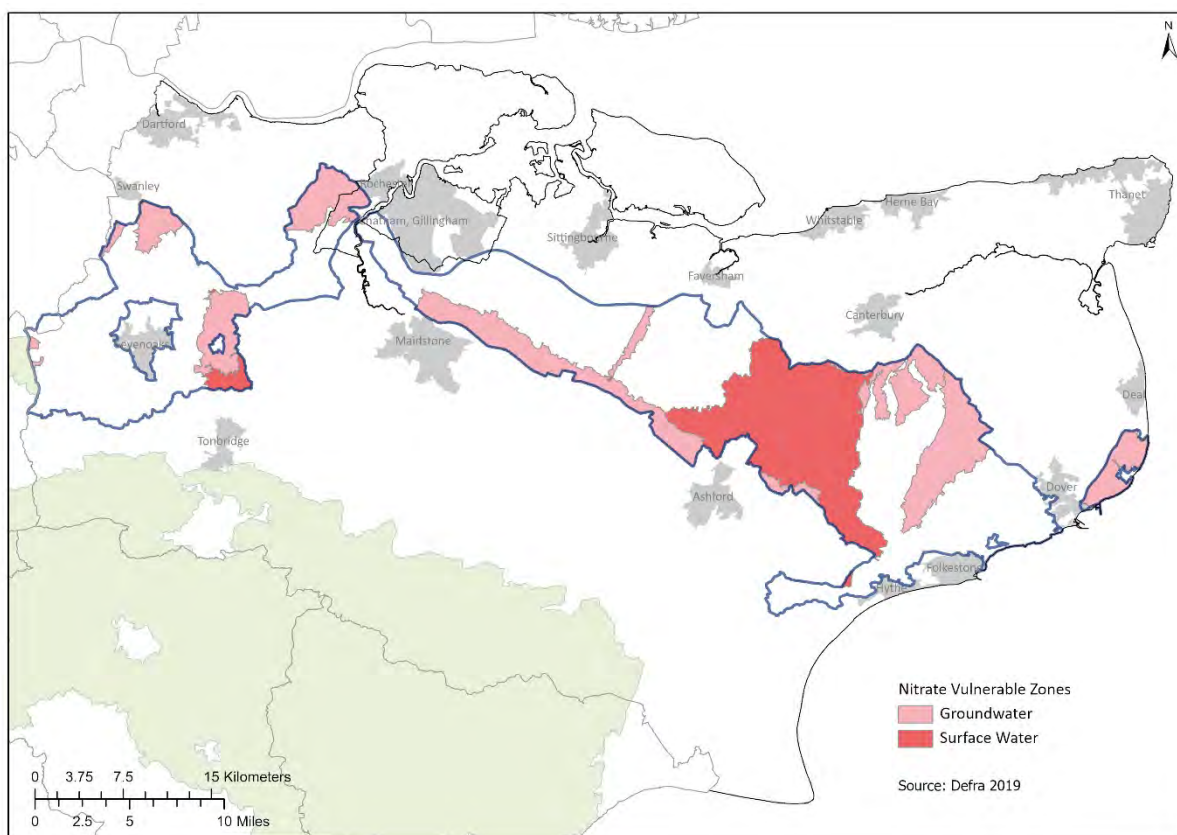 N
Dartford
Swanley
Rochester
Chatham, Gillingham
Sittingbourne
Whitstable
Herne Bay
Thanet
Faversham
Canterbury
Sevenoaks
Maidstone
Deal
Tonbridge
Ashford
Dover
Folkestone
Hythe
Nitrate Vulnerable Zones
Groundwater
Surface Water
Source: Defra 2019
0 3.75 7.5 15 Kilometers
0 2.5 5 10 Miles